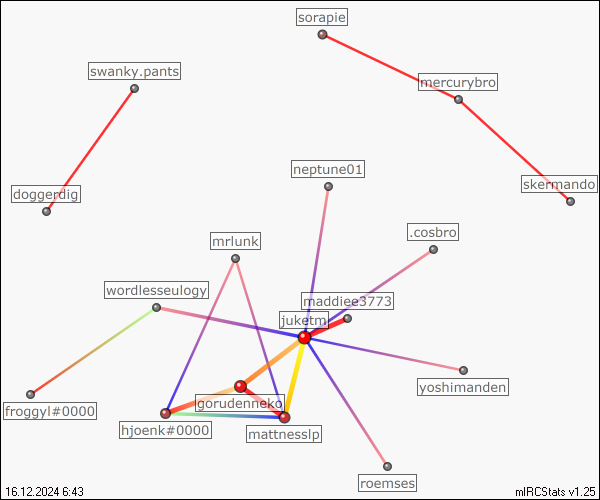 sorapie
swanky.pants
mercurybro
neptune01
skermando
doggerdig
.cosbro
mrlunk
wordlesseulogy
maddiee3773
juketm
yoshimanden
gorudenneko
froggyl#0000
hjoenk#0000
mattnesslp
roemses
16.12.2024 6:43
mIRCStats v1.25